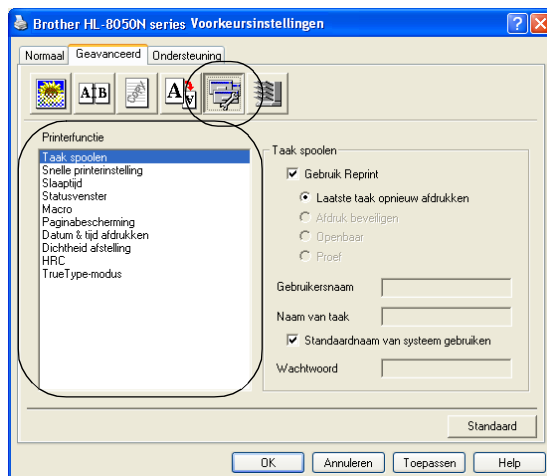 Brother HL-8050N series Voorkeursinstellingen
Normaal Geavanceerd Ondersteuning
A B A A
Printerfunctie
Taak spoolen
Snelle printerinstelling
Slaaptijd
Statusvenster
Macro
Paginabescherming
Datum & tijd afdrukken
Dichtheid afstelling
HRC
TrueType-modus
Taak spoolen
Gebruik Reprint
Laatste taak opnieuw afdrukken
Afdruk beveiligen
Openbaar
Proef
Gebruikersnaam
Naam van taak
Standaardnaam van systeem gebruiken
Wachtwoord
Standaard
OK Annuleren Toepassen Help